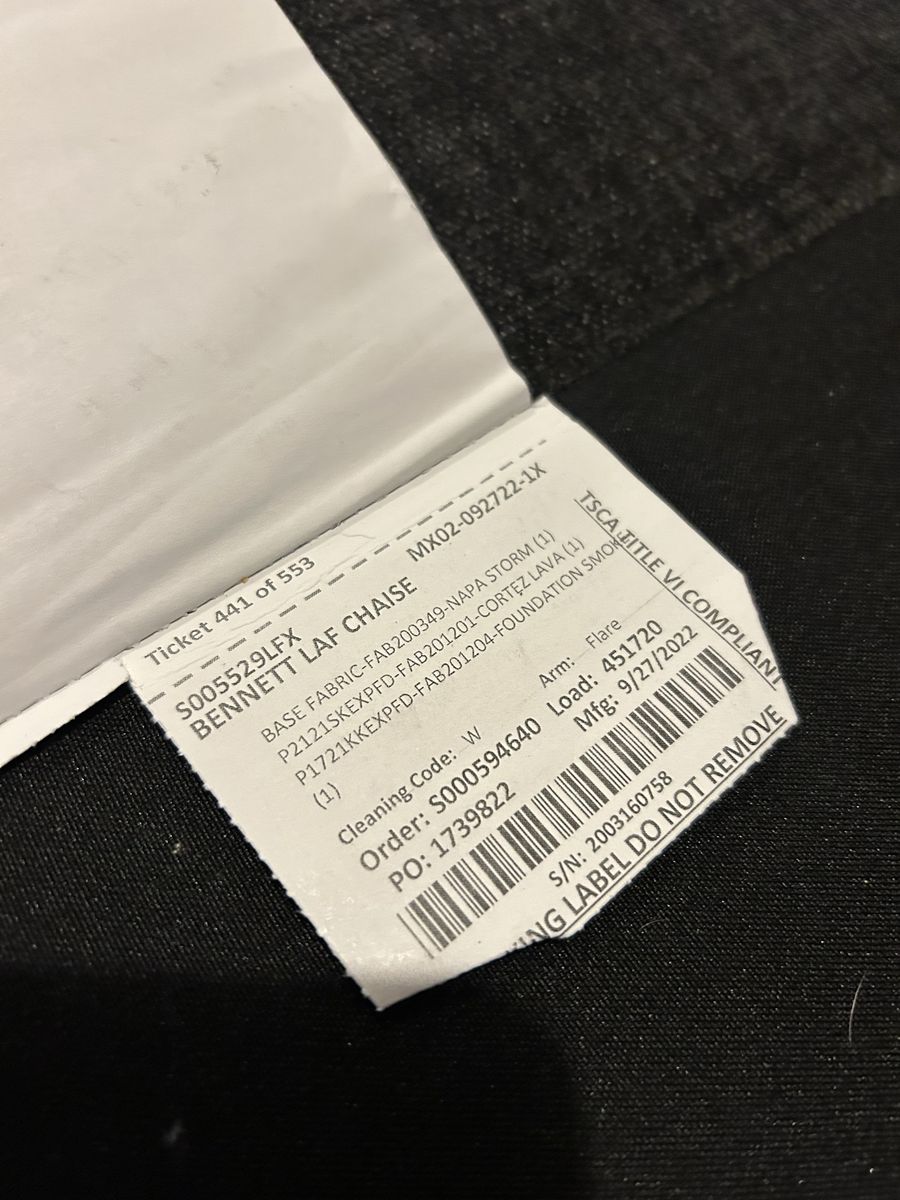 Ticket 441 of 553
MX02-092722-1X
S005529LFX
BENNETT LAF CHAISE
BASE FABRIC-FAB200349-NAPA STORM (1)
P2121SKEXPFD-FAB201201-CORTEZ LAVA (1)
P1721KKEXPFD-FAB201204-FOUNDATION SMOK
(1)
Cleaning Code: W
Arm: Flare
Order: S000594640
Load: 451720
PO: 1739822
Mfg: 9/27/2022
S/N: 2003160758
LABEL DO NOT REMOVE
TSCA TITLE VI COMPLIANT